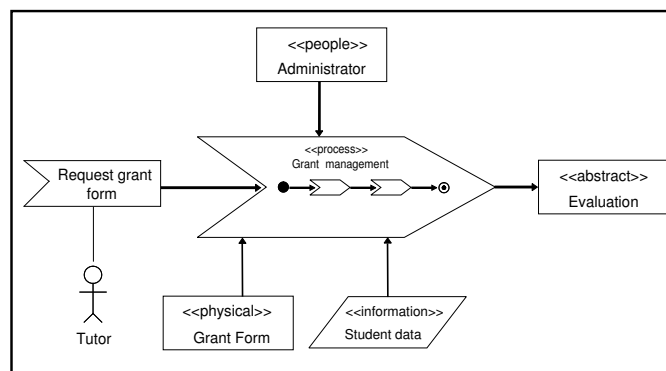 <<people>>
Administrator
<<process>>
Grant management
Request grant
form
<<abstract>>
Evaluation
<<physical>>
Grant Form
<<information>>
Student data
Tutor